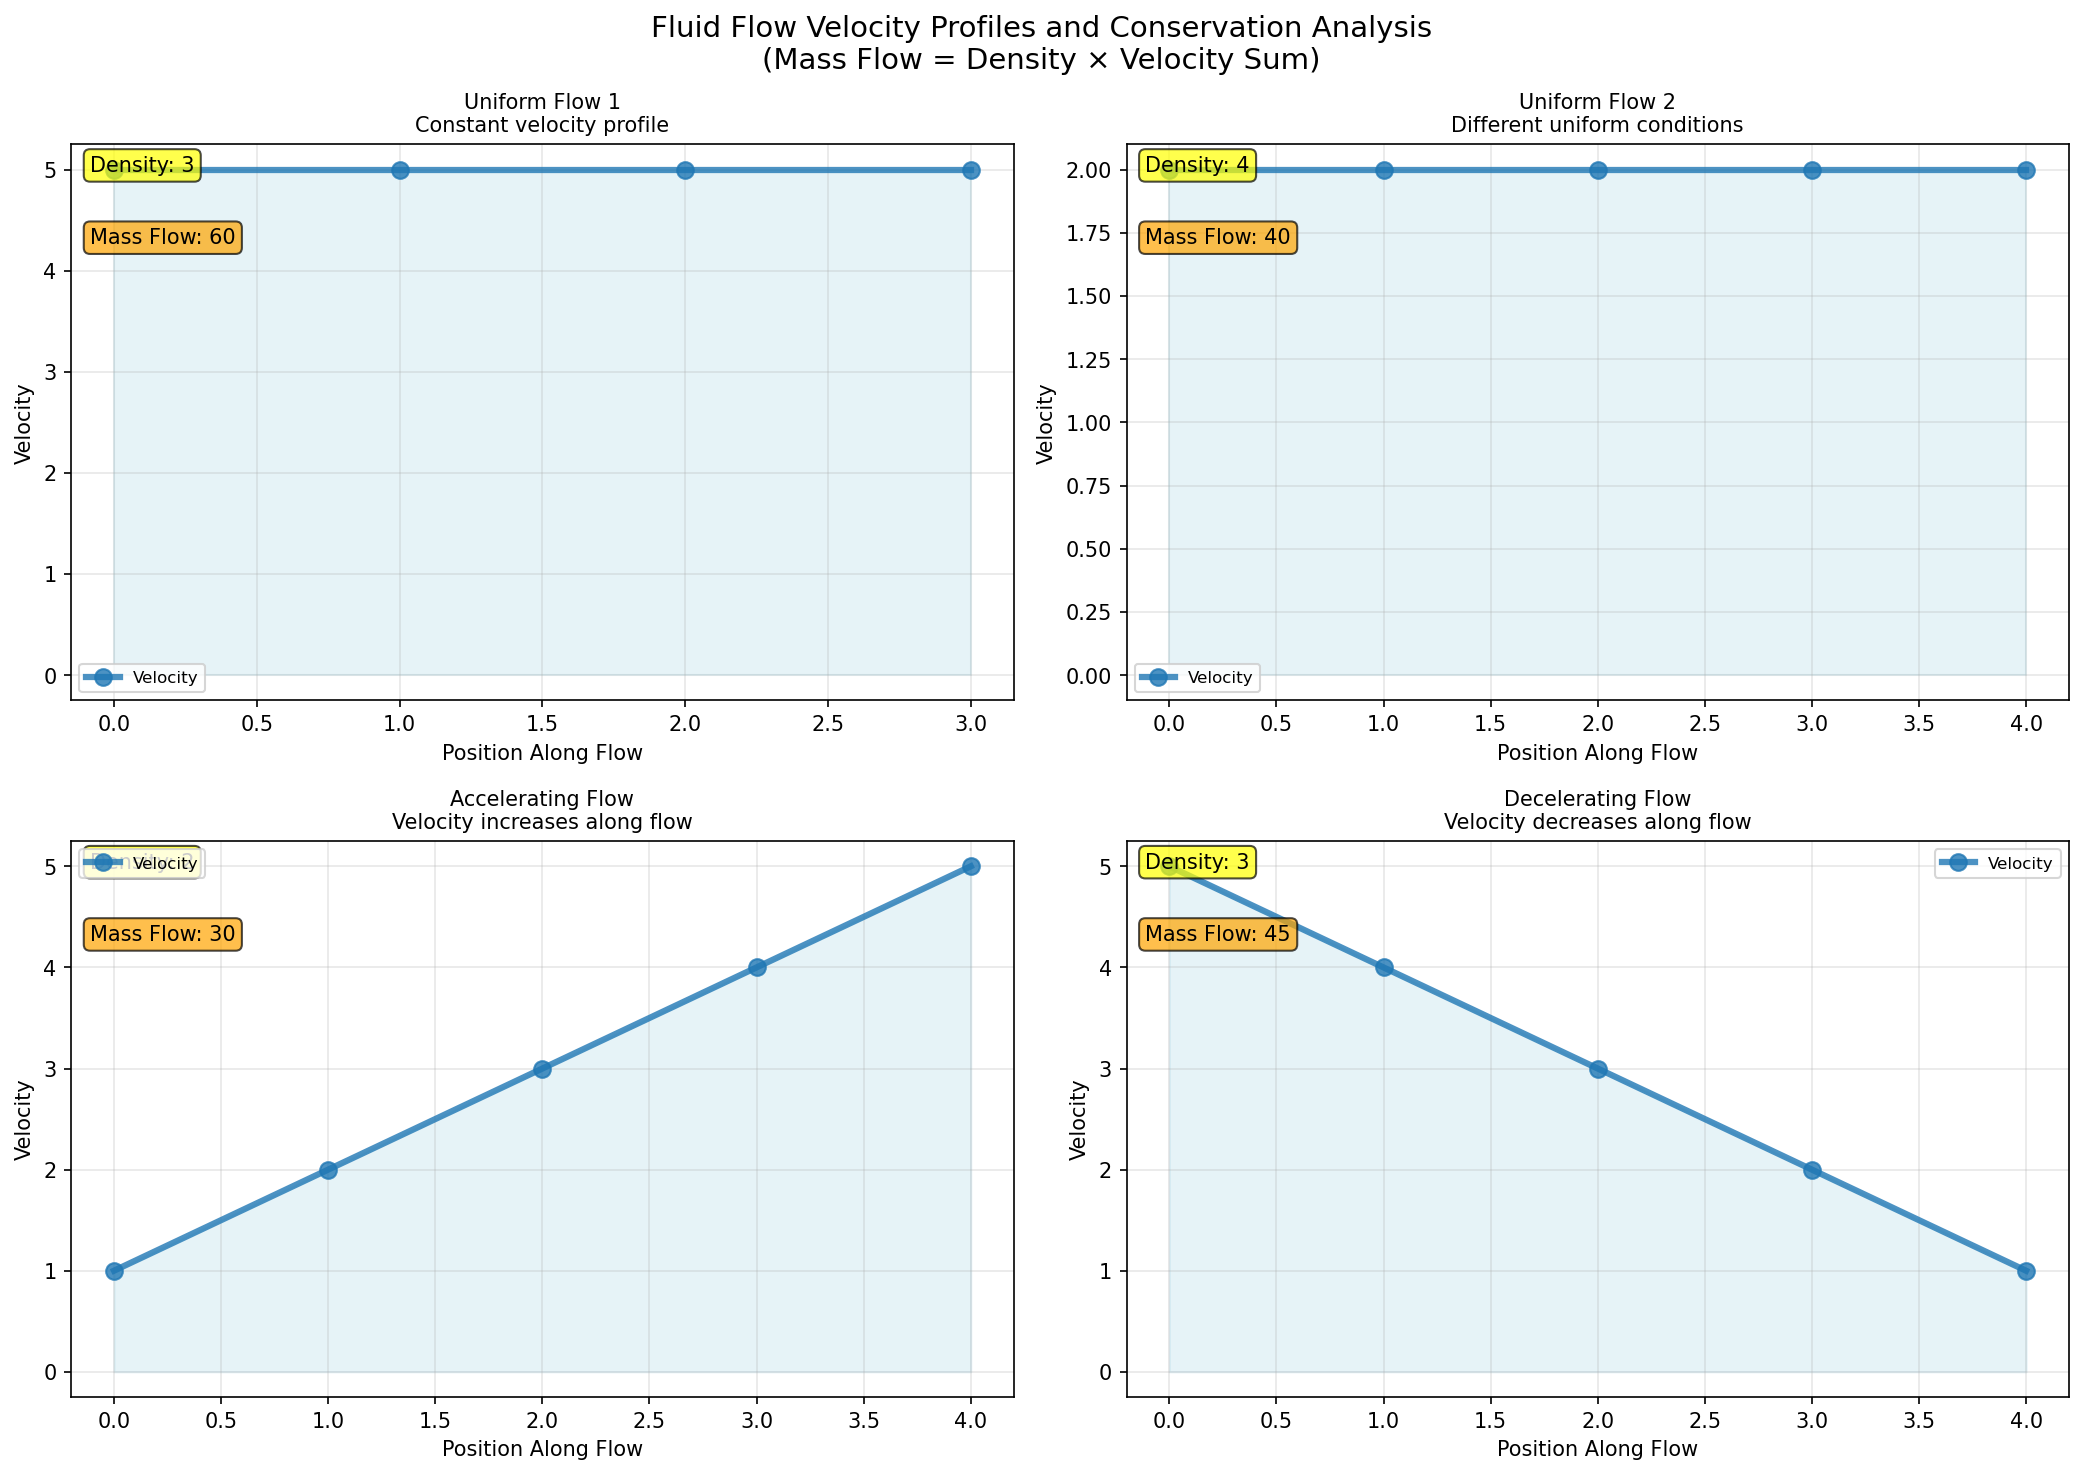 Fluid Flow Velocity Profiles and Conservation Analysis
(Mass Flow = Density × Velocity Sum)
Uniform Flow 1
Constant velocity profile
Density: 3
Mass Flow: 60
5
4
3
2
1
0
Velocity
Velocity
0.0 0.5 1.0 1.5 2.0 2.5 3.0
Position Along Flow
Uniform Flow 2
Different uniform conditions
Density: 4
Mass Flow: 40
2.00
1.75
1.50
1.25
1.00
0.75
0.50
0.25
0.00
Velocity
Velocity
0.0 0.5 1.0 1.5 2.0 2.5 3.0 3.5 4.0
Position Along Flow
Accelerating Flow
Velocity increases along flow
Velocity
Mass Flow: 30
5
4
3
2
1
0
Velocity
0.0 0.5 1.0 1.5 2.0 2.5 3.0 3.5 4.0
Position Along Flow
Decelerating Flow
Velocity decreases along flow
Density: 3
Velocity
Mass Flow: 45
5
4
3
2
1
0
Velocity
0.0 0.5 1.0 1.5 2.0 2.5 3.0 3.5 4.0
Position Along Flow